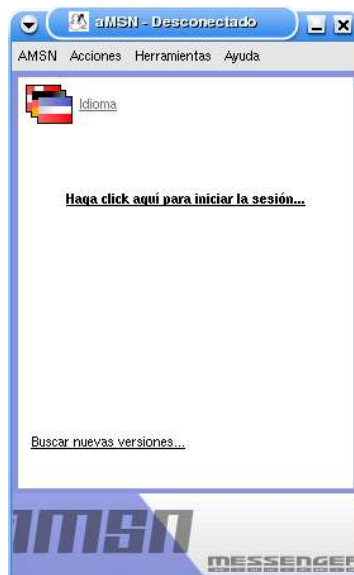 aMSN - Desconectado
AMSN Acciones Herramientas Ayuda
Idioma
Haga click aquí para iniciar la sesión...
Buscar nuevas versiones...
amsn
MESSENGER